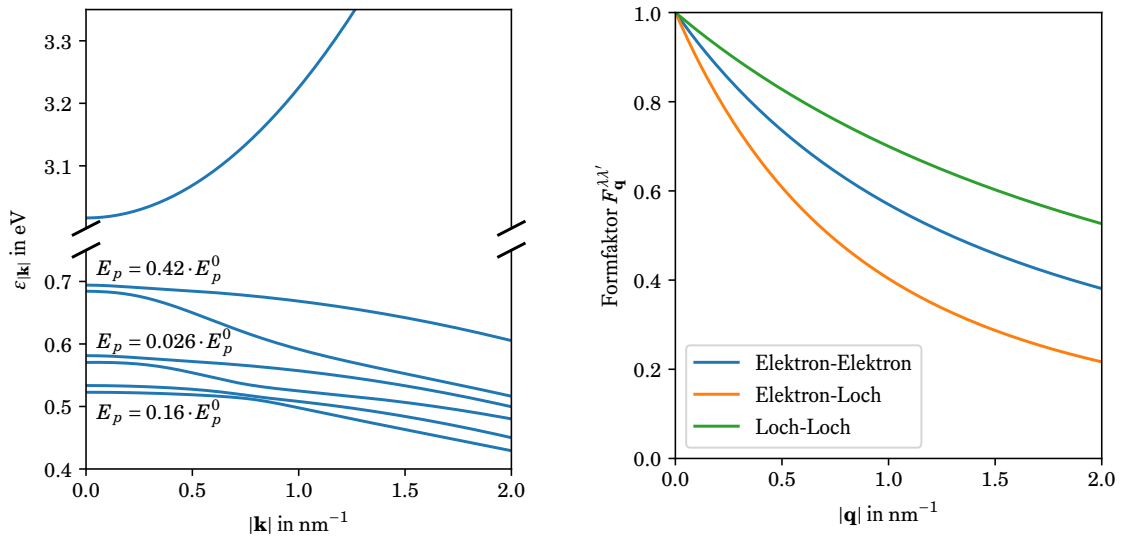 3.3
3.2
3.1
0.7
0.6
0.5
0.4
ε|k| in eV
E_p = 0.42 · E_p^0
E_p = 0.026 · E_p^0
E_p = 0.16 · E_p^0
0.0 0.5 1.0 1.5 2.0
|k| in nm⁻¹
1.0
0.8
0.6
0.4
0.2
0.0
Formfaktor F_q^{λλ′}
Elektron-Elektron
Elektron-Loch
Loch-Loch
0.0 0.5 1.0 1.5 2.0
|q| in nm⁻¹